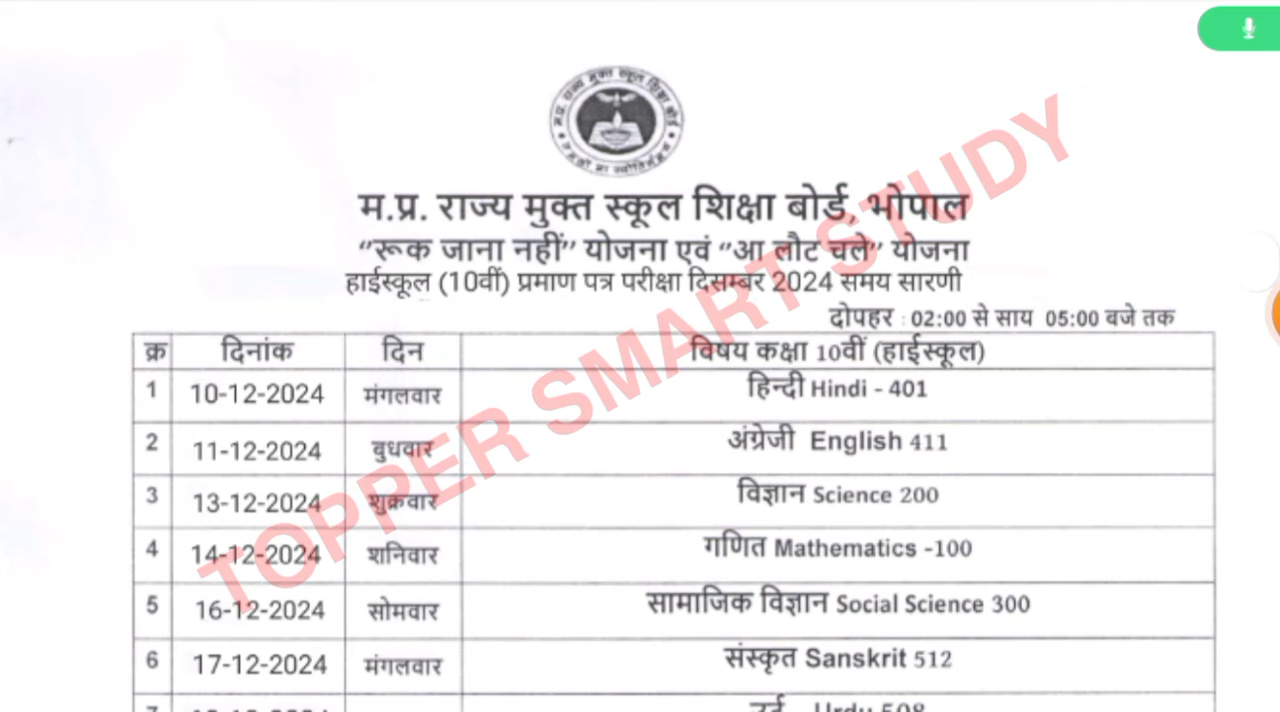 म.प्र. राज्य मुक्त स्कूल शिक्षा बोर्ड
म.प्र. राज्य मुक्त स्कूल शिक्षा बोर्ड, भोपाल
“रूक जाना नहीं” योजना एवं “आ लौट चले” योजना
हाईस्कूल (10वीं) प्रमाण पत्र परीक्षा दिसम्बर 2024 समय सारणी
दोपहर : 02:00 से साय 05:00 बजे तक
क्र दिनांक दिन विषय कक्षा 10वीं (हाईस्कूल)
1 10-12-2024 मंगलवार हिन्दी Hindi - 401
2 11-12-2024 बुधवार अंग्रेजी English 411
3 13-12-2024 शुक्रवार विज्ञान Science 200
4 14-12-2024 शनिवार गणित Mathematics -100
5 16-12-2024 सोमवार सामाजिक विज्ञान Social Science 300
6 17-12-2024 मंगलवार संस्कृत Sanskrit 512
उर्दू Urdu 508
TOPPER SMART STUDY